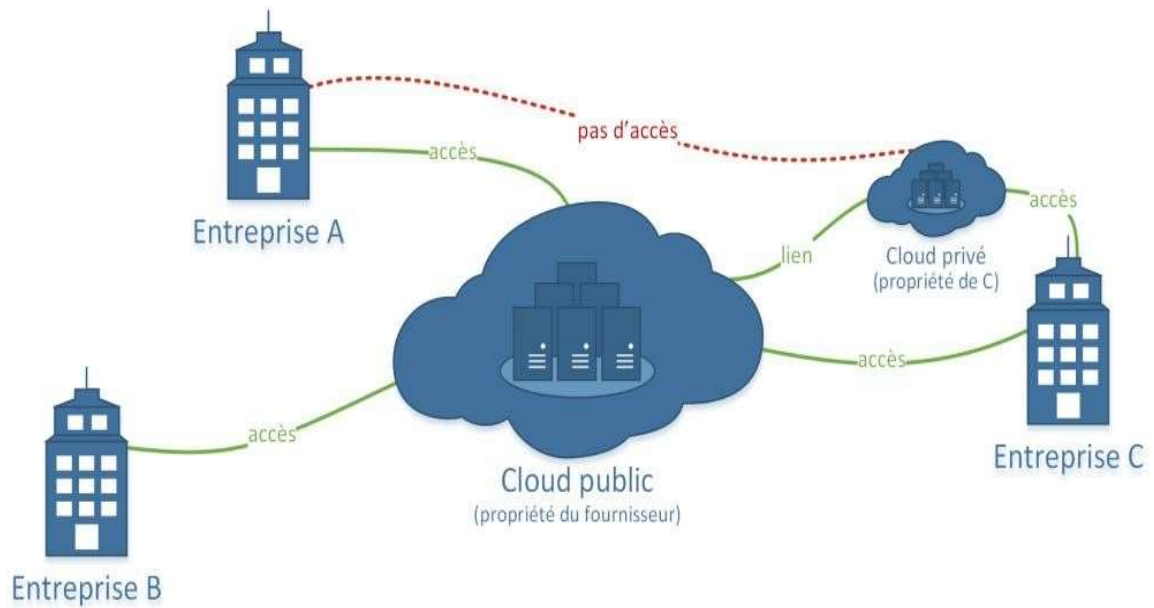 pas d'accès
accès
Entreprise A
accès
lien
Cloud privé
(propriété de C)
accès
Entreprise C
accès
Cloud public
(propriété du fournisseur)
Entreprise B